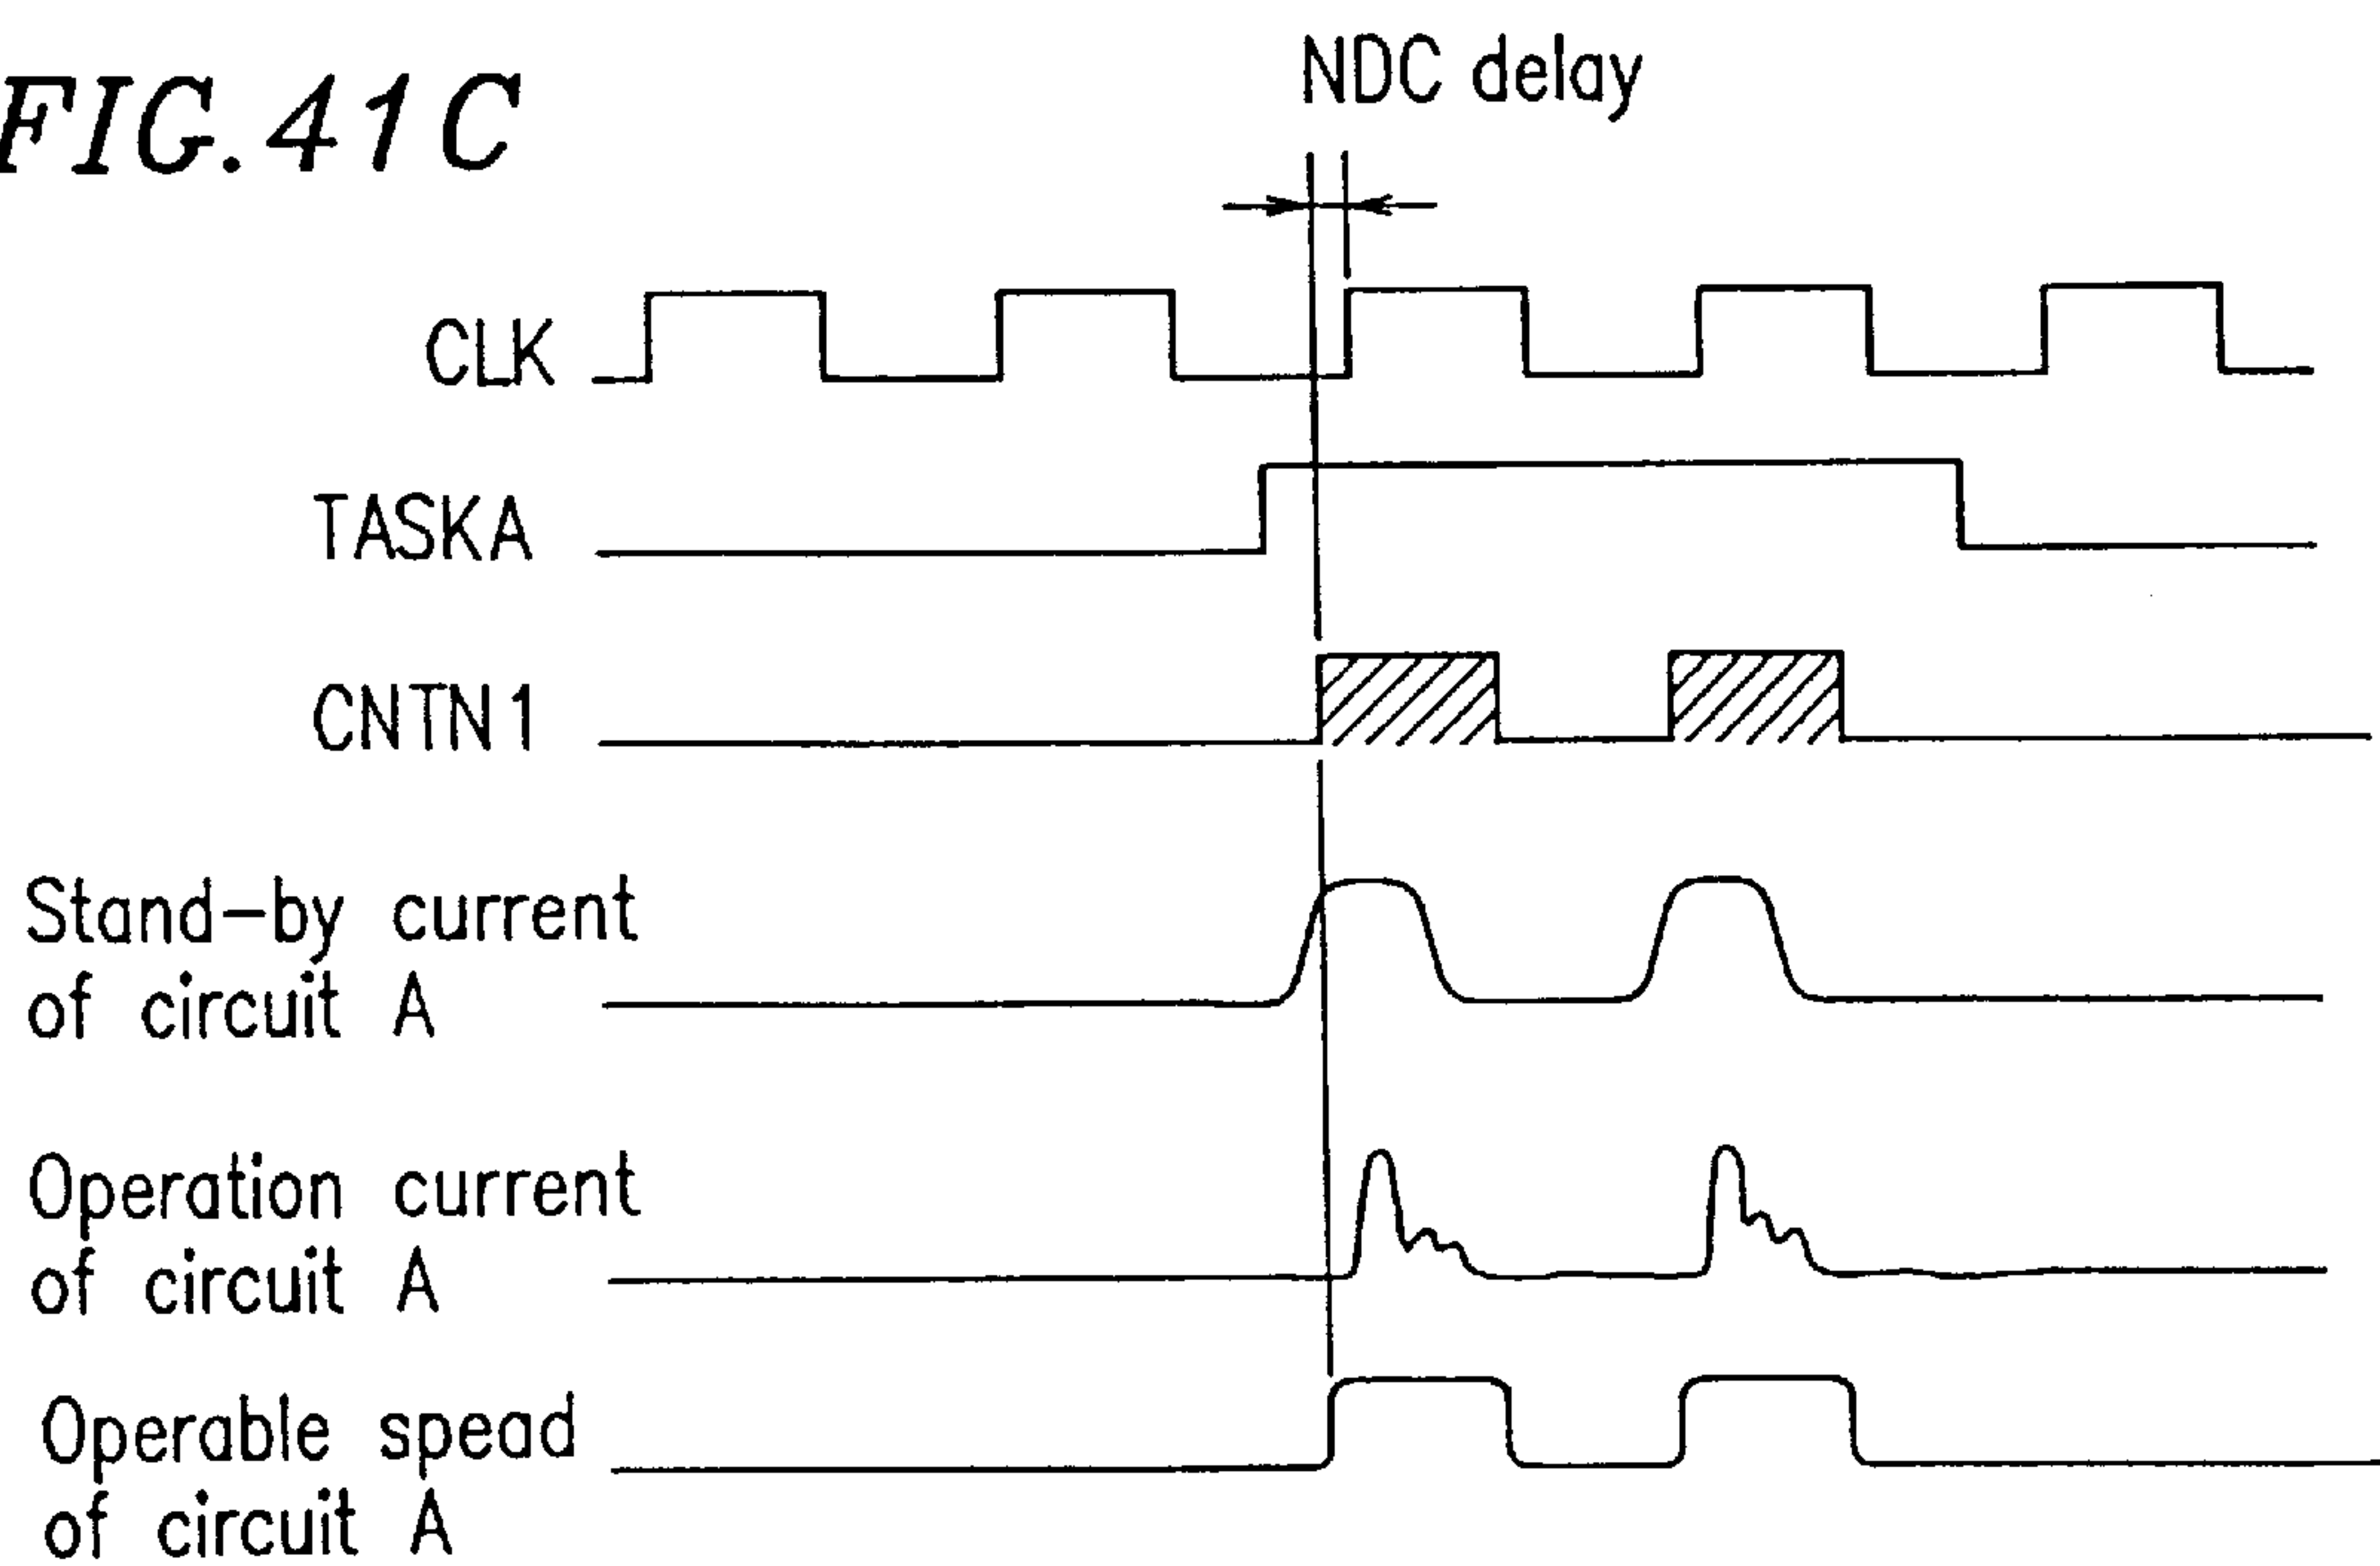 FIG.41C
NDC delay
CLK
TASKA
CNTN1
Stand-by current
of circuit A
Operation current
of circuit A
Operable spead
of circuit A